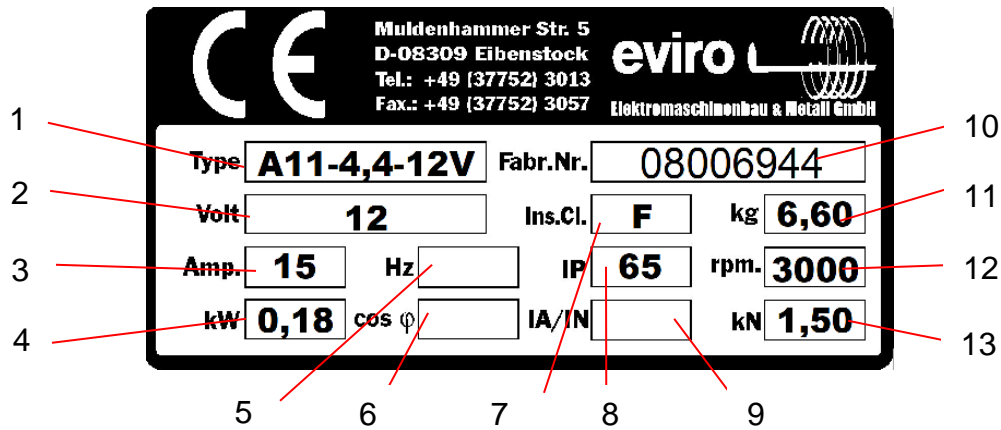 CE
Muldenhammer Str. 5
D-08309 Eibenstock
Tel.: +49 (37752) 3013
Fax.: +49 (37752) 3057
eviro
Elektromaschinenbau & Metall GmbH
1
Type A11-4,4-12V Fabr.Nr. 08006944
10
2
Volt 12 Ins.Cl. F kg 6,60
11
3
Amp. 15 Hz IP 65 rpm. 3000
12
4
kW 0,18 cos φ IA/IN kN 1,50
13
5 6 7 8 9